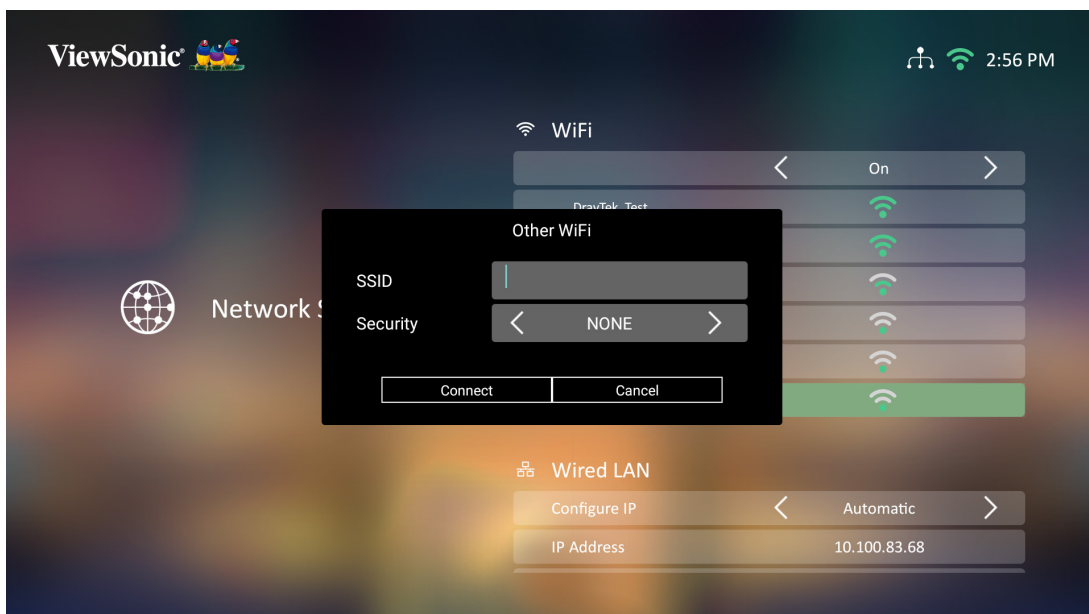 ViewSonic®
2:56 PM
WiFi
On
DrayTek_Test
Other WiFi
SSID
Network S
Security
NONE
Connect
Cancel
Wired LAN
Configure IP
Automatic
IP Address
10.100.83.68